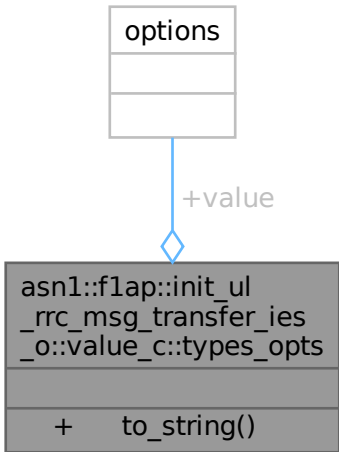 options
+value
asn1::f1ap::init_ul
_rrc_msg_transfer_ies
_o::value_c::types_opts
+ to_string()